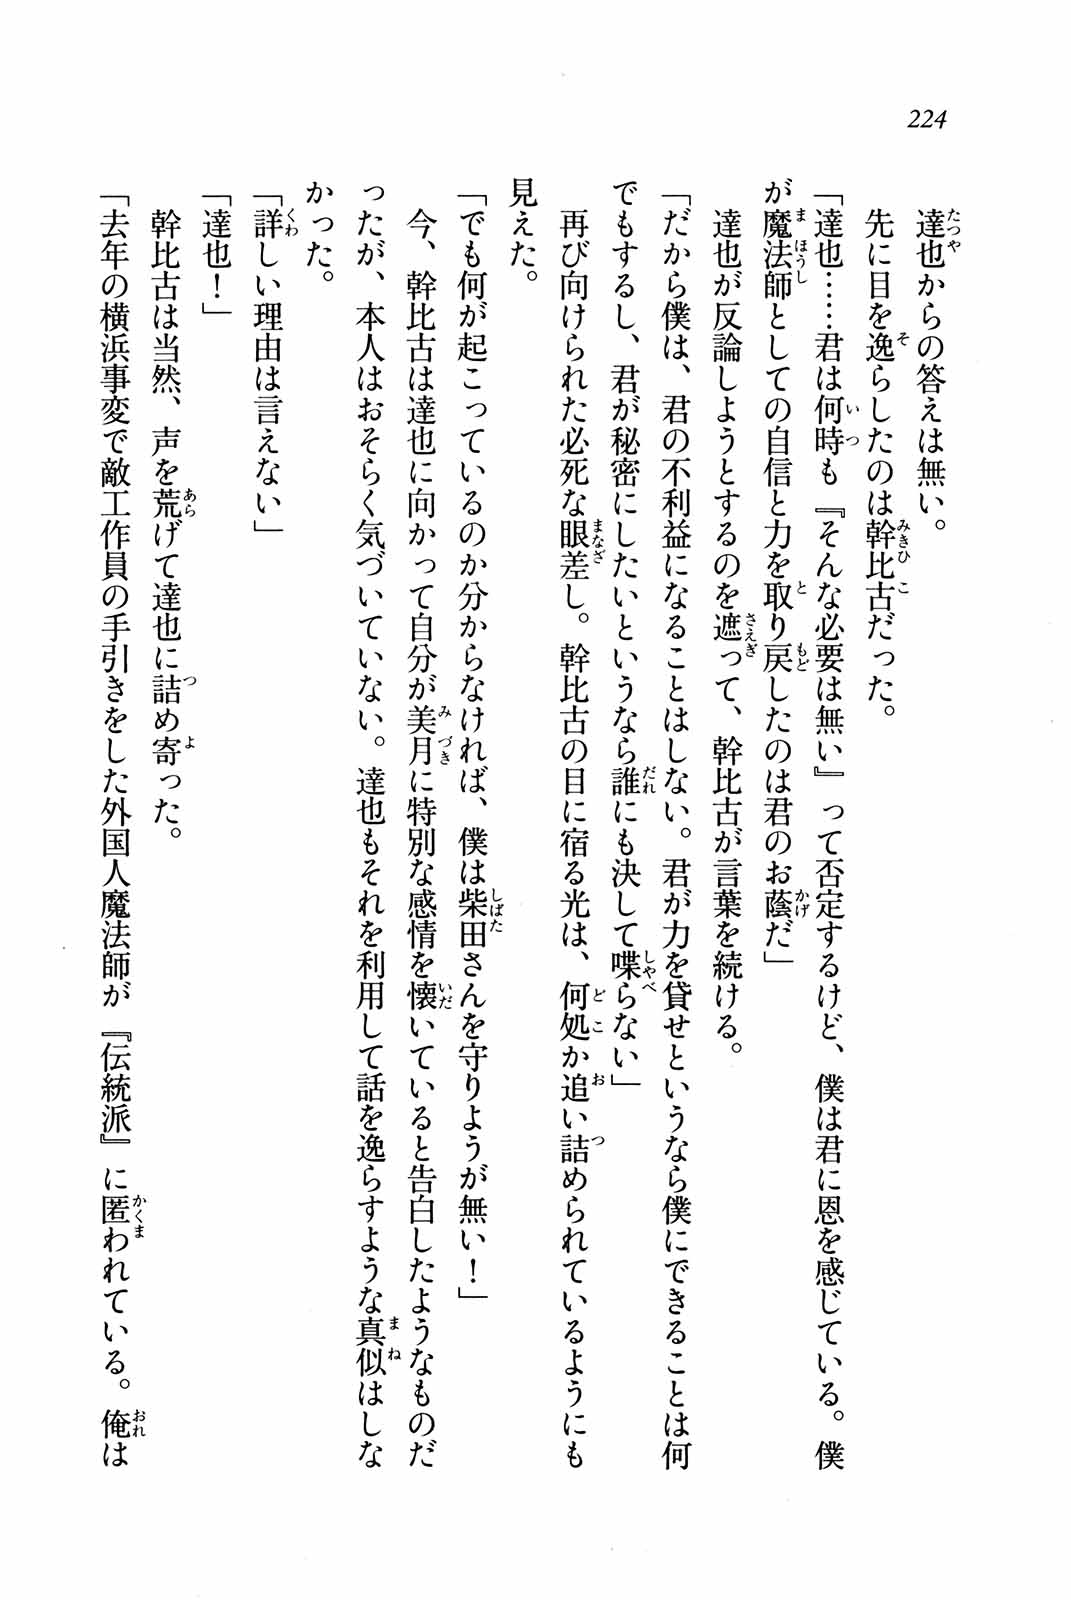 224
達也からの答えは無い。
先に目を逸らしたのは幹比古だった。
「達也……君は何時も『そんな必要は無い』って否定するけど、僕は君に恩を感じている。僕
が魔法師としての自信と力を取り戻したのは君のお蔭だ」
達也が反論しようとするのを遮って、幹比古が言葉を続ける。
「だから僕は、君の不利益になることはしない。君が力を貸せというなら僕にできることは何
でもするし、君が秘密にしたいというなら誰にも決して喋らない」
再び向けられた必死な眼差し。幹比古の目に宿る光は、何処か追い詰められているようにも
見えた。
「でも何が起こっているのか分からなければ、僕は柴田さんを守りようが無い！」
今、幹比古は達也に向かって自分が美月に特別な感情を懐いていると告白したようなものだ
ったが、本人はおそらく気づいていない。達也もそれを利用して話を逸らすような真似はしな
かった。
「詳しい理由は言えない」
「達也！」
幹比古は当然、声を荒げて達也に詰め寄った。
「去年の横浜事変で敵工作員の手引きをした外国人魔法師が『伝統派』に匿われている。俺は